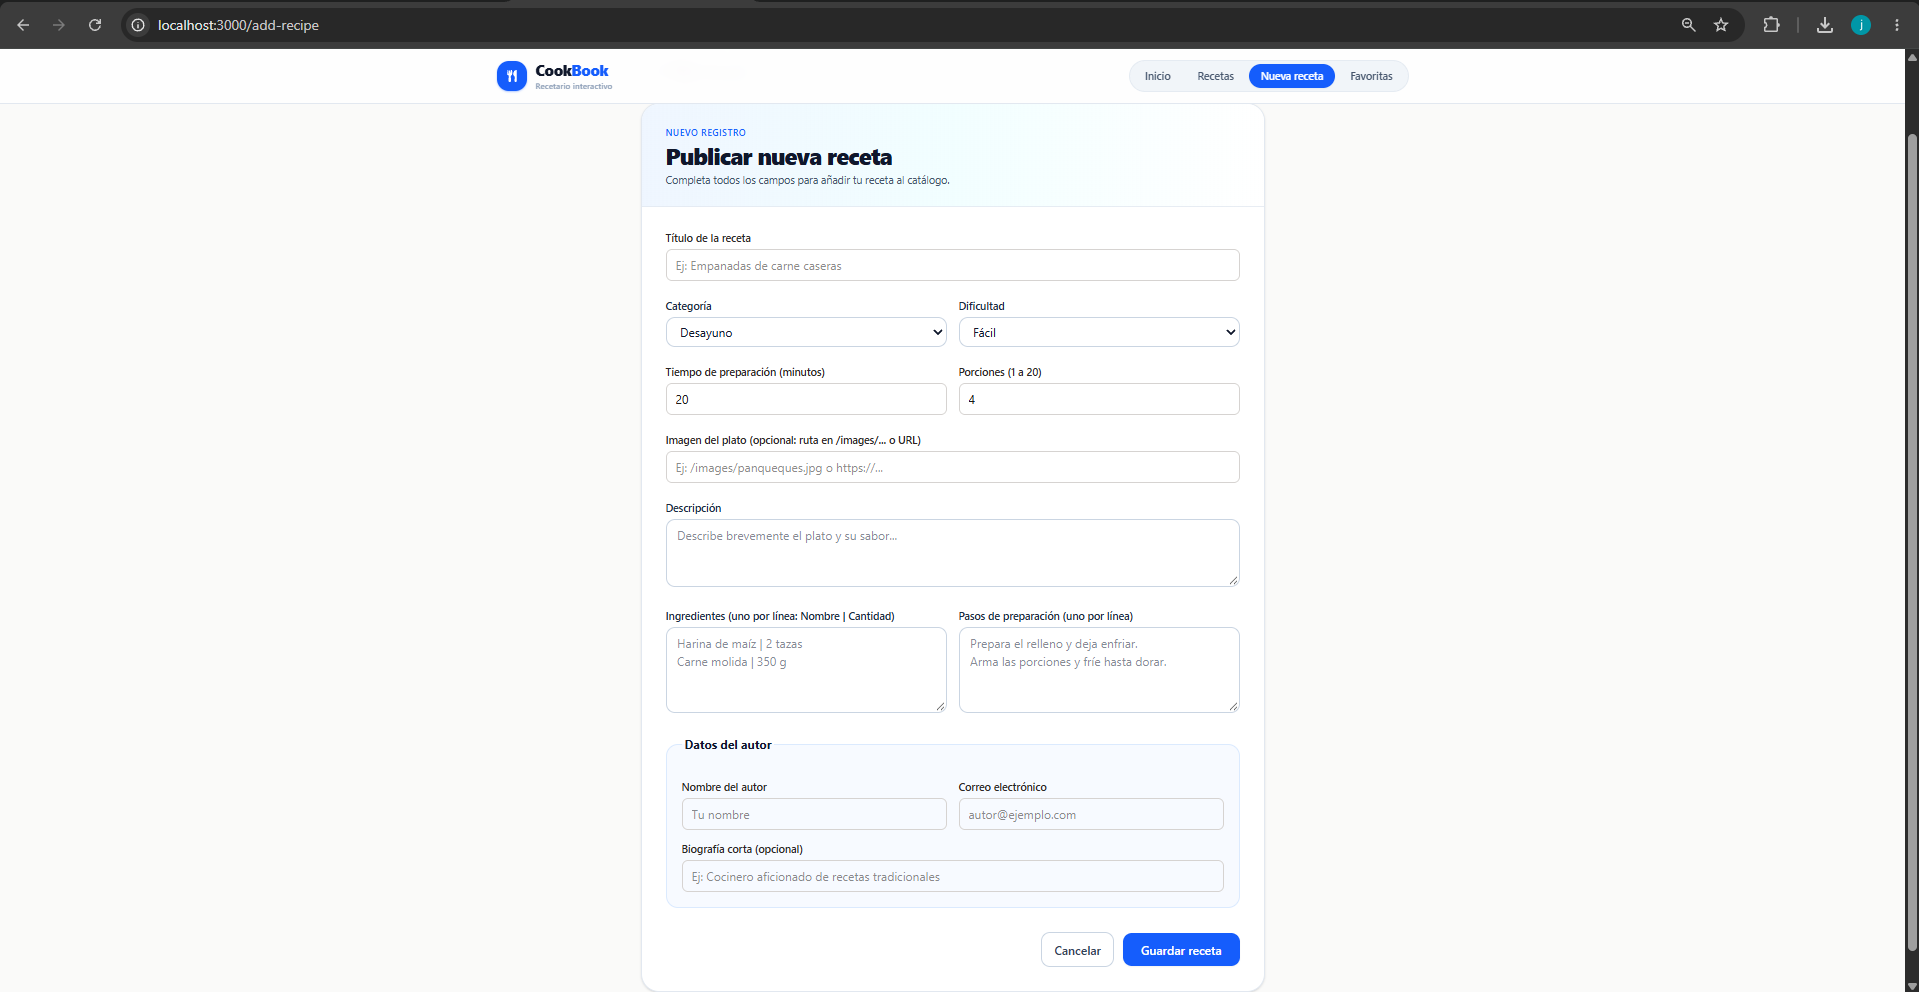 localhost:3000/add-recipe
j
CookBook
Recetario interactivo
Inicio Recetas Nueva receta Favoritas
NUEVO REGISTRO
Publicar nueva receta
Completa todos los campos para añadir tu receta al catálogo.
Título de la receta
Ej: Empanadas de carne caseras
Categoría Dificultad
Desayuno Fácil
Tiempo de preparación (minutos) Porciones (1 a 20)
20 4
Imagen del plato (opcional: ruta en /images/... o URL)
Ej: /images/panqueques.jpg o https://...
Descripción
Describe brevemente el plato y su sabor...
Ingredientes (uno por línea: Nombre | Cantidad)
Harina de maíz | 2 tazas
Carne molida | 350 g
Pasos de preparación (uno por línea)
Prepara el relleno y deja enfriar.
Arma las porciones y fríe hasta dorar.
Datos del autor
Nombre del autor Correo electrónico
Tu nombre autor@ejemplo.com
Biografía corta (opcional)
Ej: Cocinero aficionado de recetas tradicionales
Cancelar Guardar receta